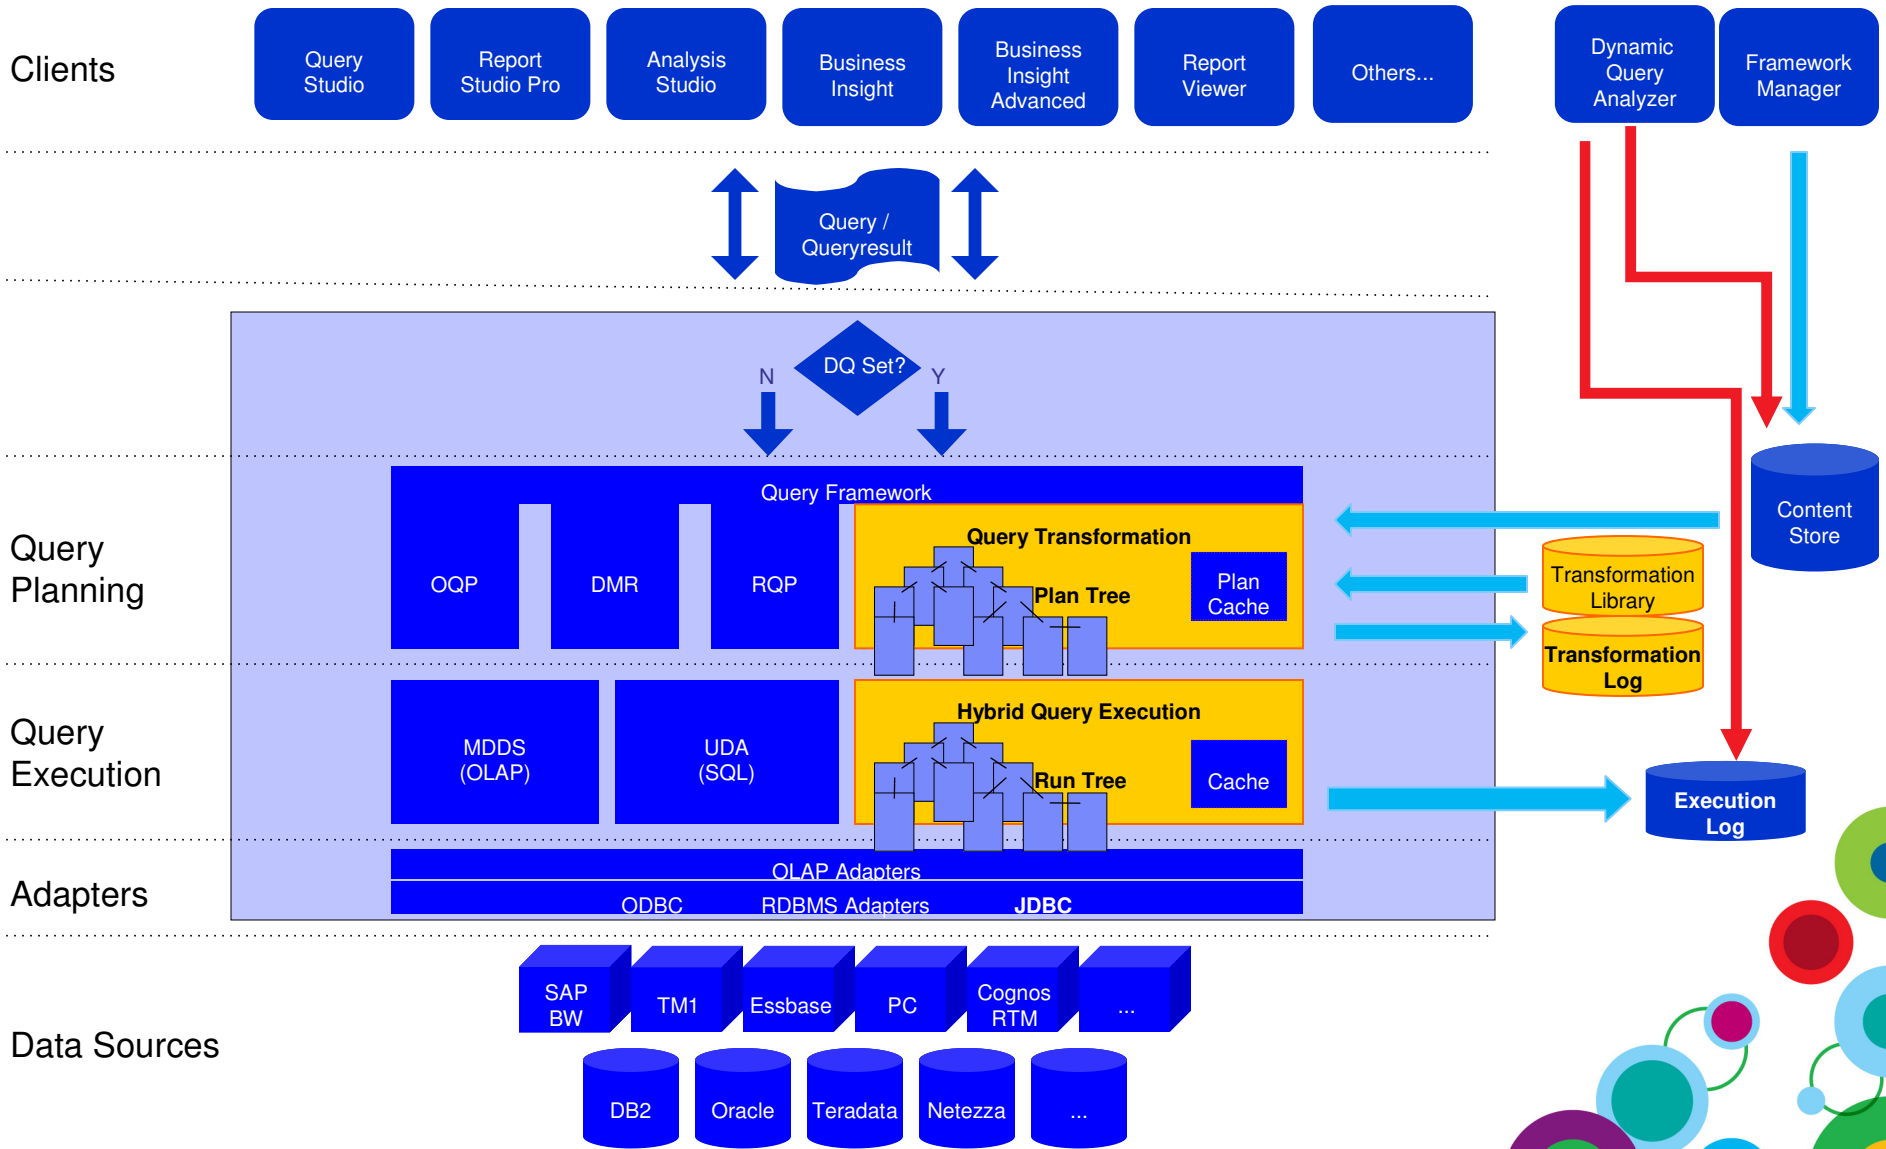 Clients
Query
Studio
Report
Studio Pro
Analysis
Studio
Business
Insight
Business
Insight
Advanced
Report
Viewer
Others...
Dynamic
Query
Analyzer
Framework
Manager
Query /
Queryresult
DQ Set?
N
Y
Query
Planning
Query Framework
OQP
DMR
RQP
Query Transformation
Plan Tree
Plan
Cache
Content
Store
Transformation
Library
Transformation
Log
Query
Execution
MDDS
(OLAP)
UDA
(SQL)
Hybrid Query Execution
Run Tree
Cache
Execution
Log
Adapters
OLAP Adapters
ODBC
RDBMS Adapters
JDBC
Data Sources
SAP
BW
TM1
Essbase
PC
Cognos
RTM
...
DB2
Oracle
Teradata
Netezza
...